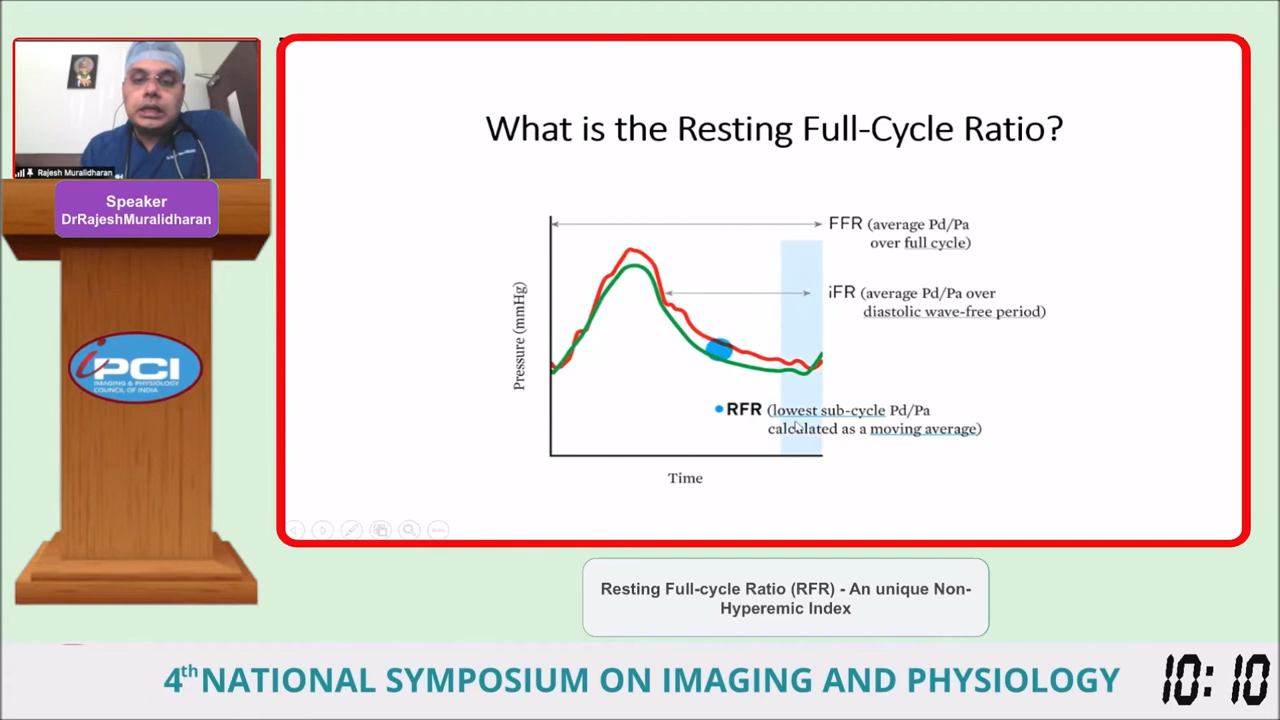 Rajesh Muralidharan
Speaker
DrRajeshMuralidharan
iPCI
IMAGING & PHYSIOLOGY
COUNCIL OF INDIA
What is the Resting Full-Cycle Ratio?
FFR (average Pd/Pa
over full cycle)
iFR (average Pd/Pa over
diastolic wave-free period)
Pressure (mmHg)
RFR (lowest sub-cycle Pd/Pa
calculated as a moving average)
Time
Resting Full-cycle Ratio (RFR) - An unique Non-
Hyperemic Index
4th NATIONAL SYMPOSIUM ON IMAGING AND PHYSIOLOGY
10:10